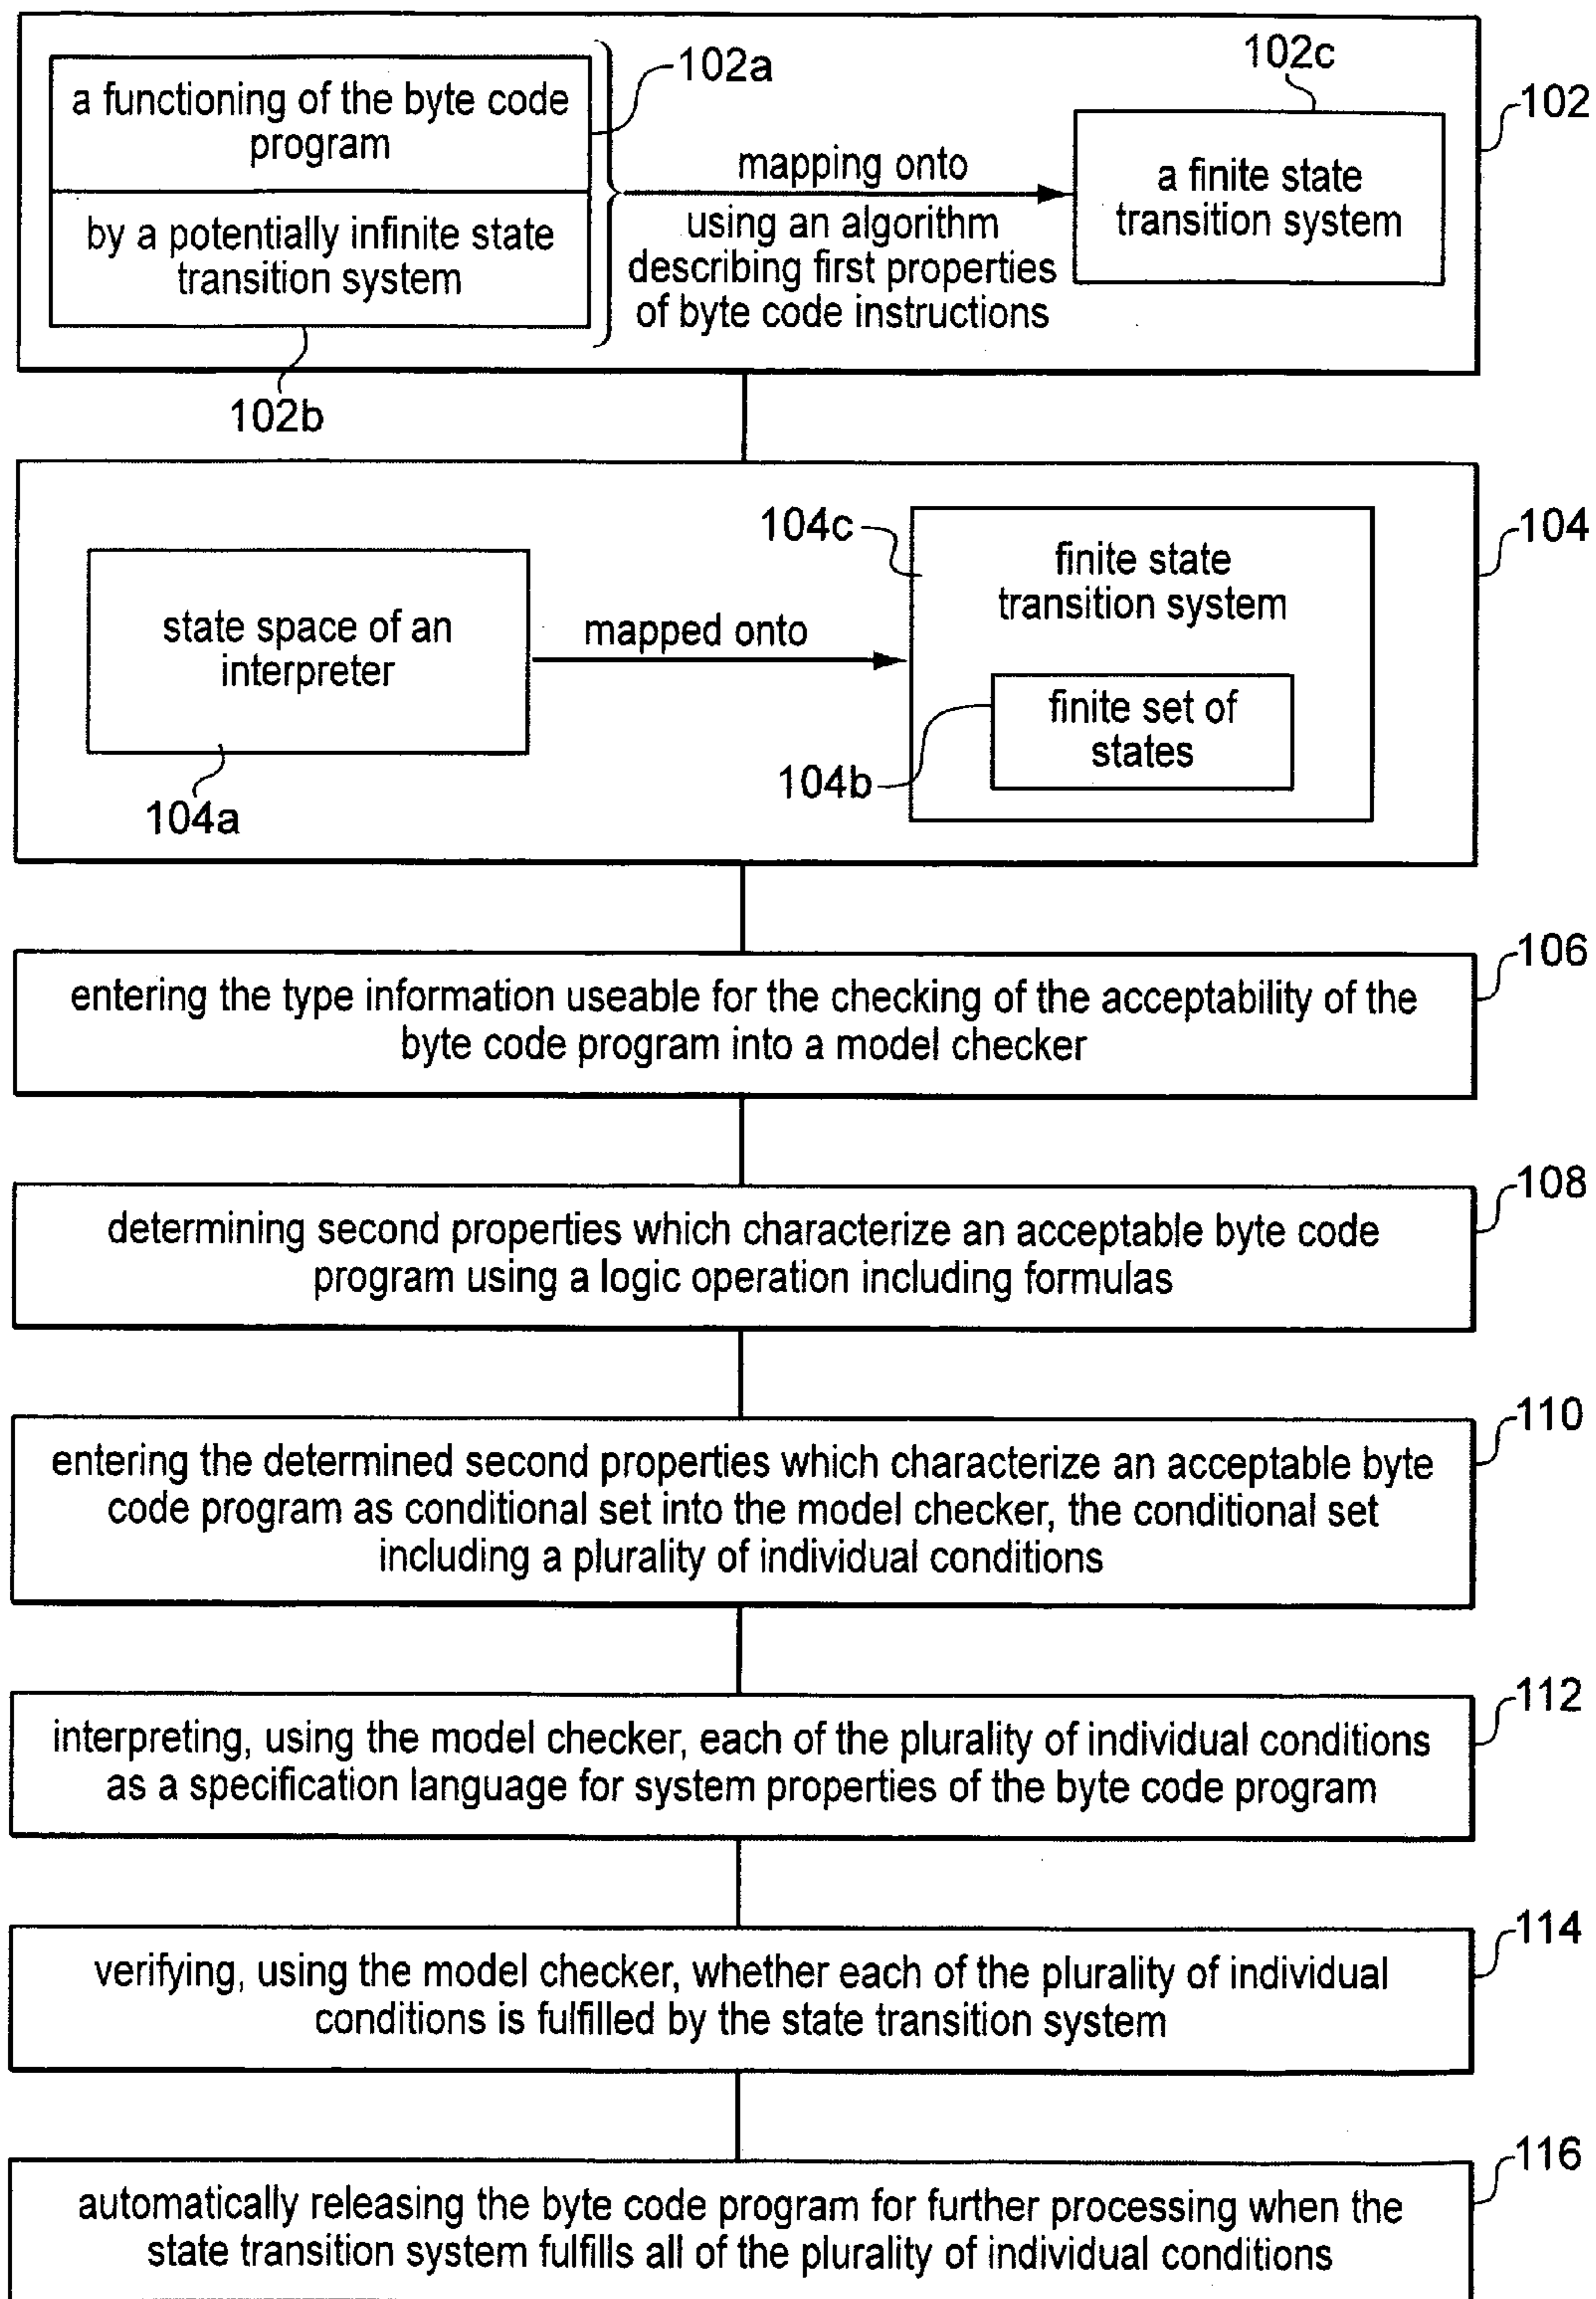 a functioning of the byte code
program
by a potentially infinite state
transition system
102a
102b
mapping onto
using an algorithm
describing first properties
of byte code instructions
102c
a finite state
transition system
102
state space of an
interpreter
104a
mapped onto
104c
finite state
transition system
finite set of
states
104b
104
106
entering the type information useable for the checking of the acceptability of the
byte code program into a model checker
108
determining second properties which characterize an acceptable byte code
program using a logic operation including formulas
110
entering the determined second properties which characterize an acceptable byte
code program as conditional set into the model checker, the conditional set
including a plurality of individual conditions
112
interpreting, using the model checker, each of the plurality of individual conditions
as a specification language for system properties of the byte code program
114
verifying, using the model checker, whether each of the plurality of individual
conditions is fulfilled by the state transition system
116
automatically releasing the byte code program for further processing when the
state transition system fulfills all of the plurality of individual conditions